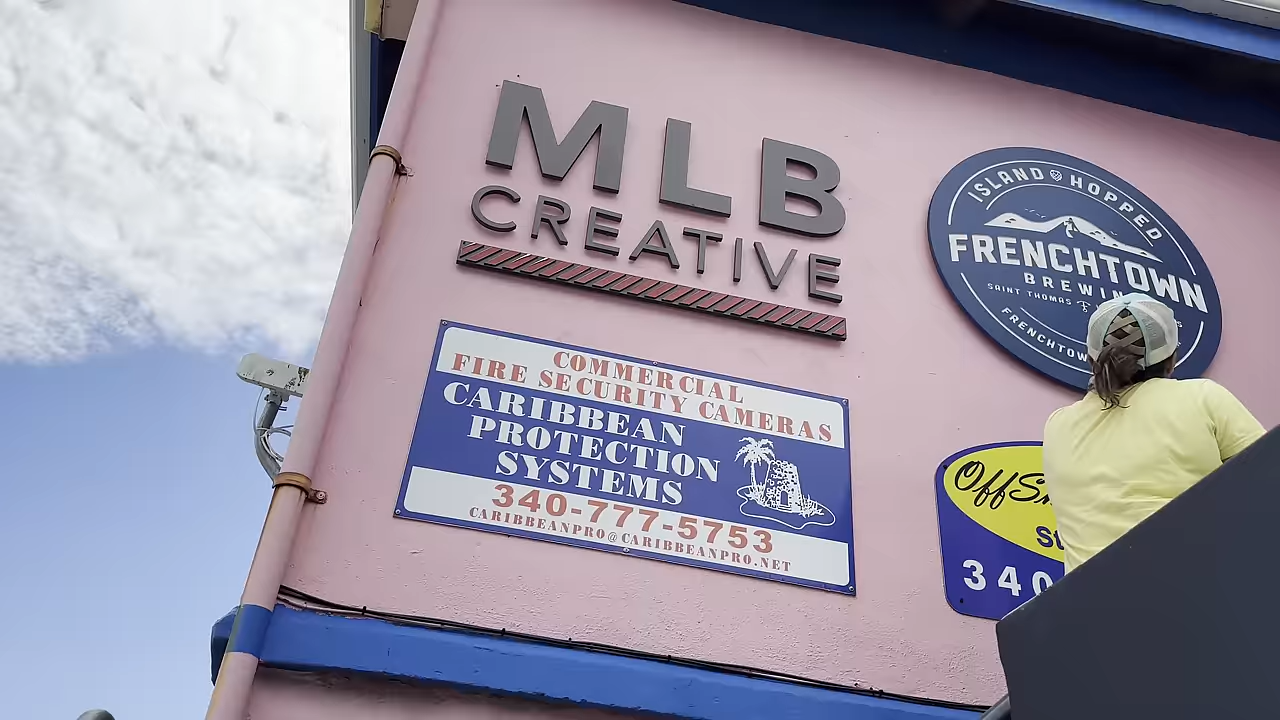 MLB
CREATIVE
ISLAND HOPPED
FRENCHTOWN
SAINT THOMAS
COMMERCIAL
FIRE SECURITY CAMERAS
CARIBBEAN
PROTECTION
SYSTEMS
340-777-5753
CARIBBEANPRO@CARIBBEANPRO.NET
340